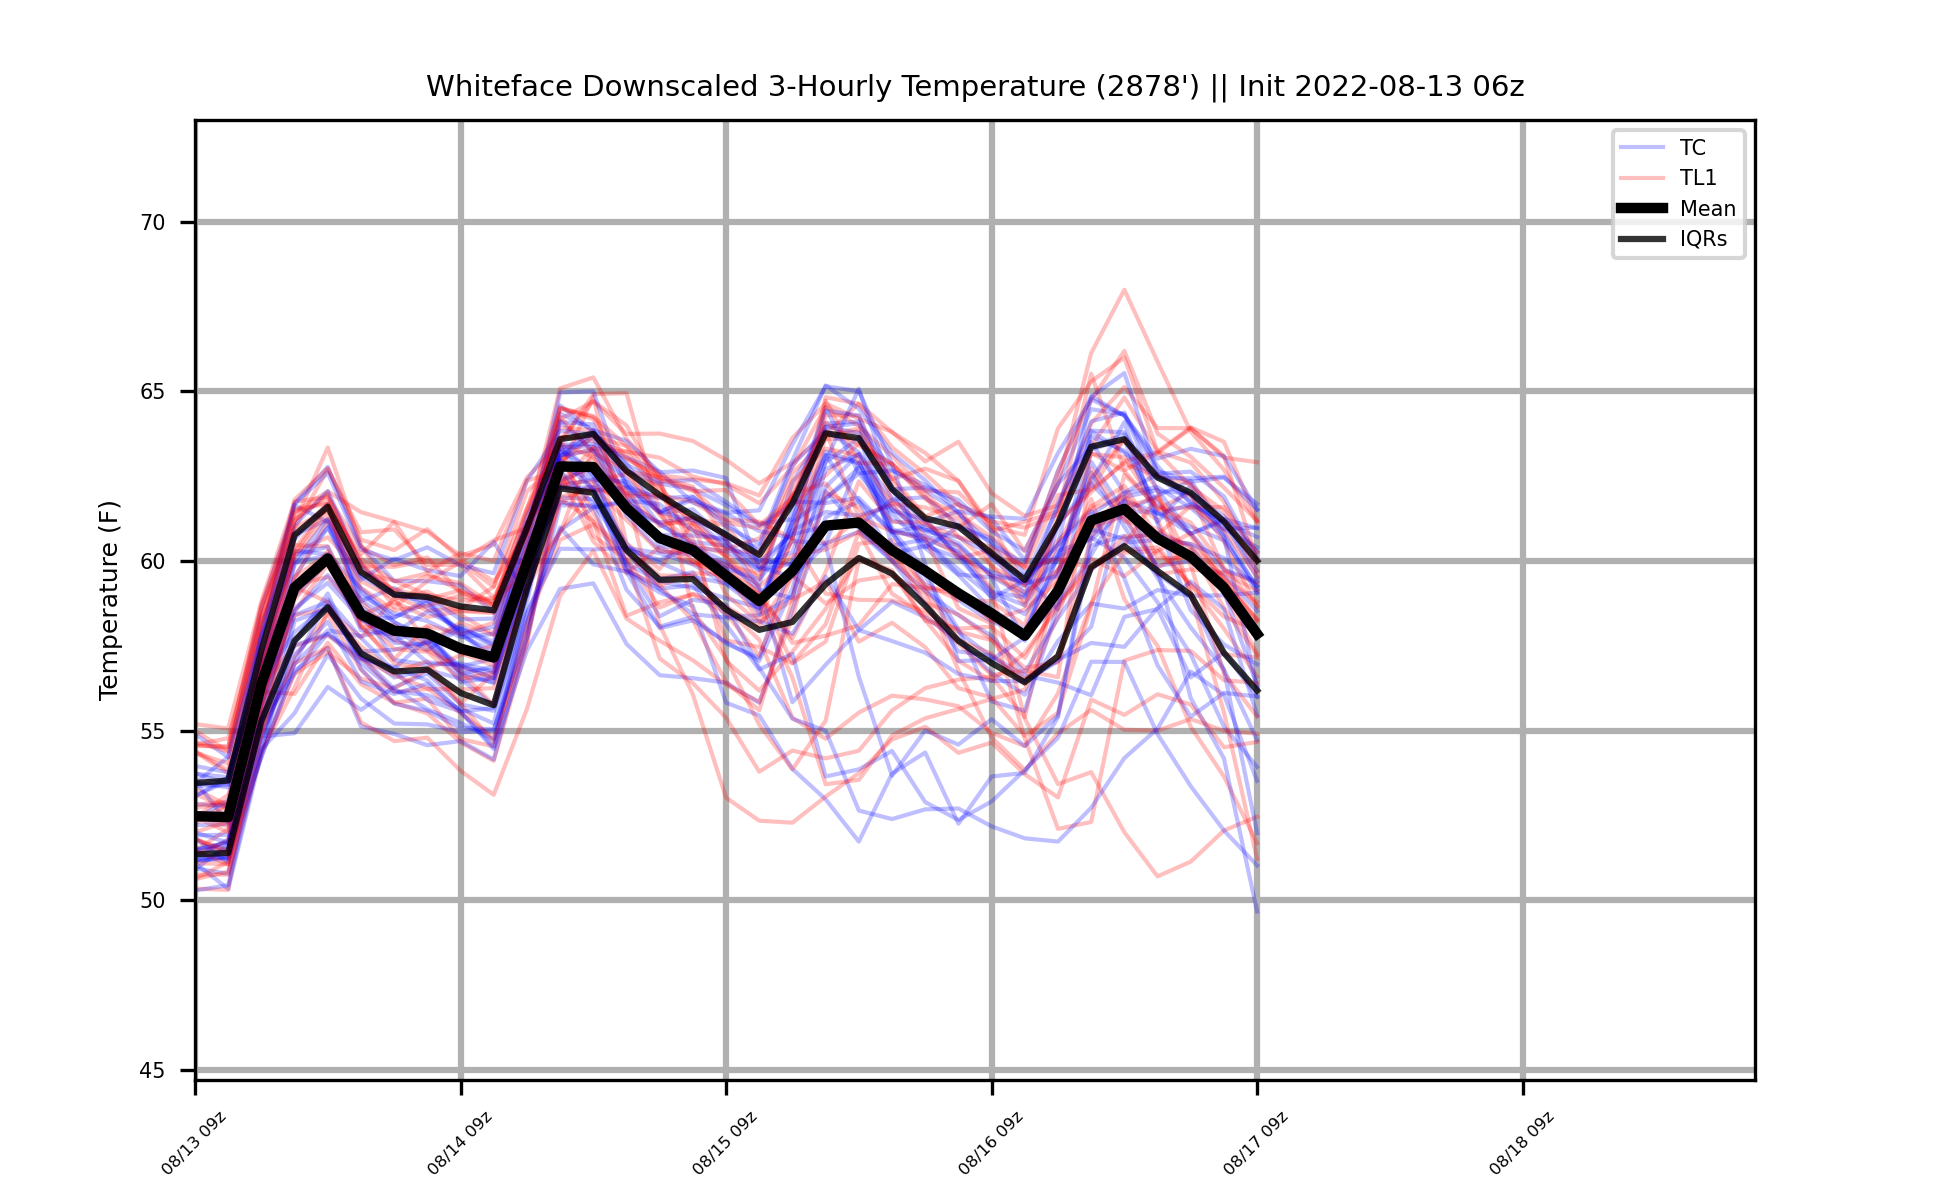 Whiteface Downscaled 3-Hourly Temperature (2878') || Init 2022-08-13 06z
TC
TL1
Mean
IQRs
Temperature (F)
70
65
60
55
50
45
08/13 09z
08/14 09z
08/15 09z
08/16 09z
08/17 09z
08/18 09z